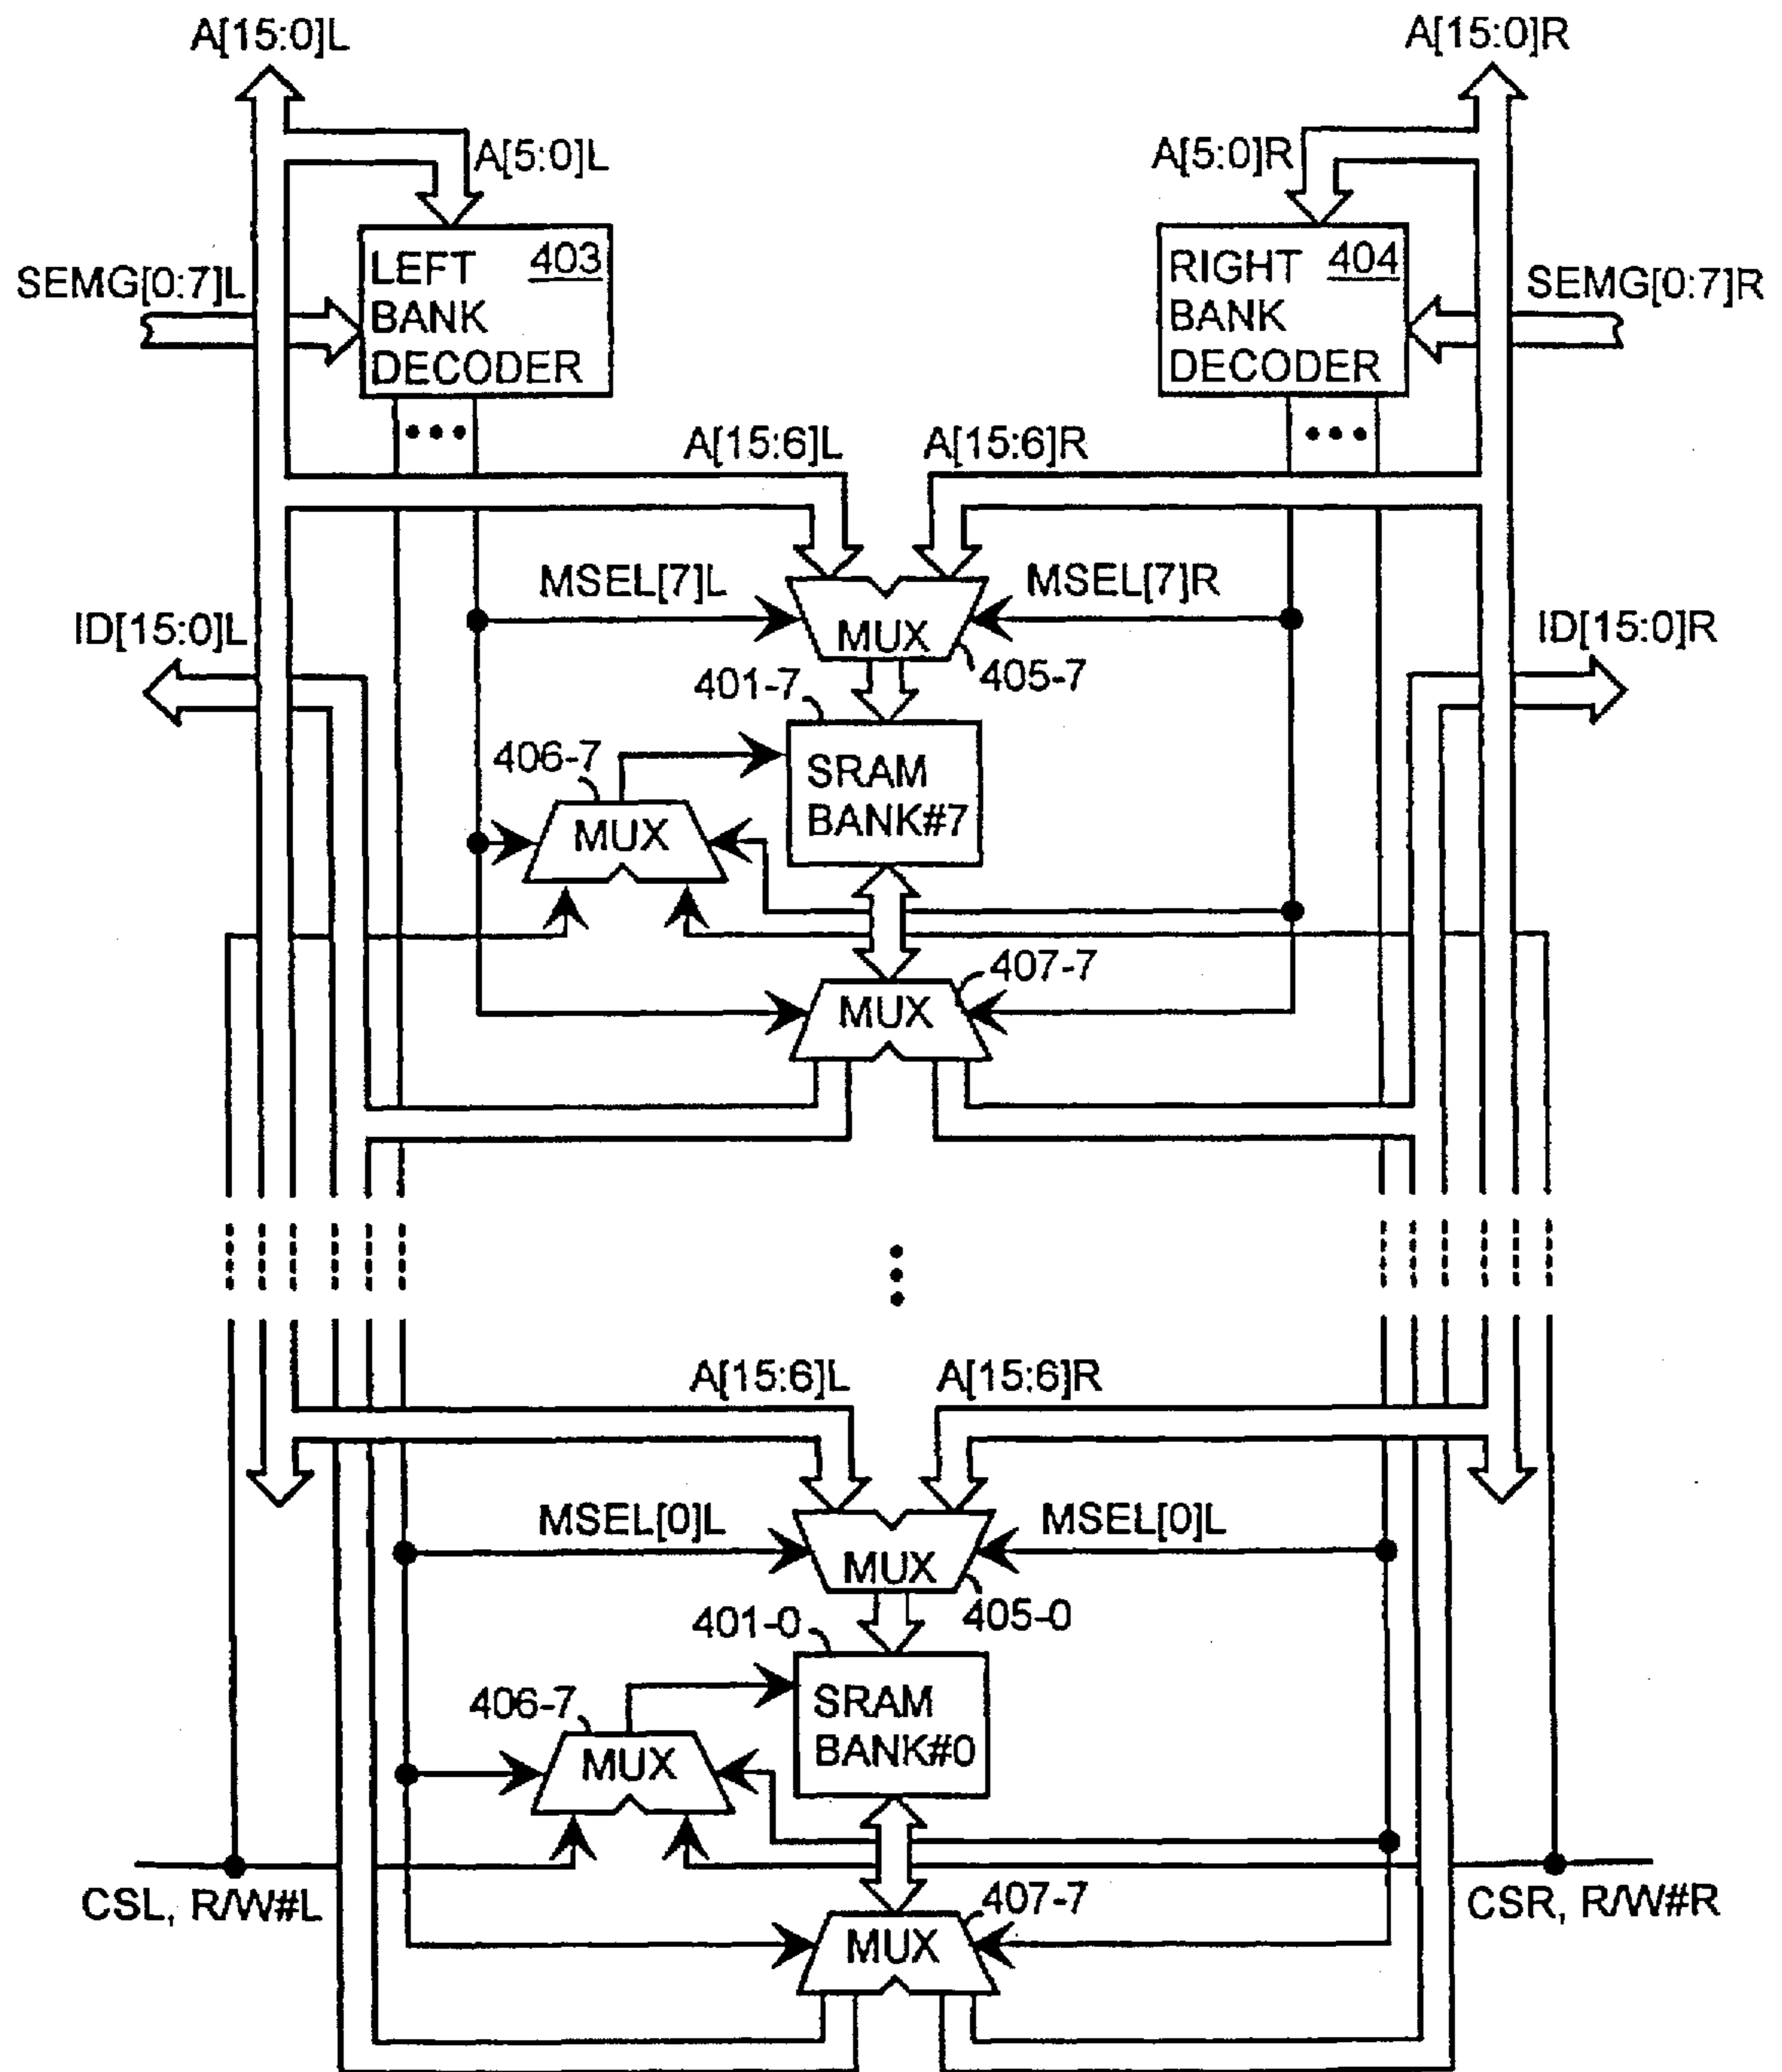 A[15:0]L
A[15:0]R
A[5:0]L
A[5:0]R
LEFT 403
BANK
DECODER
RIGHT 404
BANK
DECODER
SEMG[0:7]L
SEMG[0:7]R
A[15:6]L
A[15:6]R
MSEL[7]L
MSEL[7]R
MUX
ID[15:0]L
ID[15:0]R
405-7
401-7
406-7
SRAM
BANK#7
MUX
407-7
MUX
A[15:6]L
A[15:6]R
MSEL[0]L
MSEL[0]L
MUX
405-0
401-0
406-7
SRAM
BANK#0
MUX
CSL, R/W#L
407-7
CSR, R/W#R
MUX